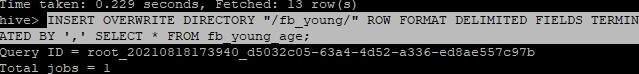 Time taken: 0.229 seconds, Fetched: 13 row(s)
hive> INSERT OVERWRITE DIRECTORY "/fb_young/" ROW FORMAT DELIMITED FIELDS TERMIN
ATED BY ',' SELECT * FROM fb_young_age;
Query ID = root_20210818173940_d5032c05-63a4-4d52-a336-ed8ae557c97b
Total jobs = 1